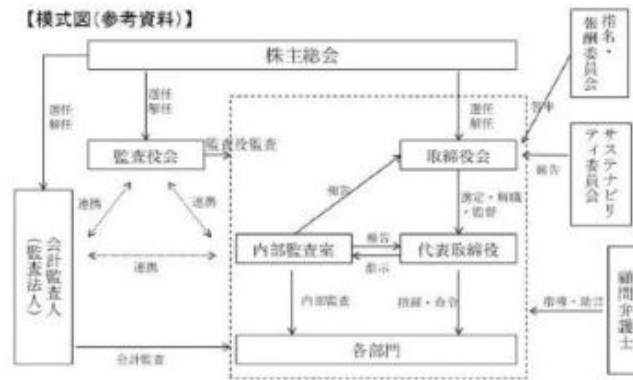 【模式図(参考資料)】
株主総会
指名・報酬委員会
選任
解任
選任
解任
選任
解任
答申
監査役会
監査役監査
取締役会
サステナビリティ委員会
報告
連携
連携
連携
報告
選定・解職
・監督
内部監査室
報告
指示
代表取締役
会計監査人
(監査法人)
内部監査
指揮・命令
指導・助言
顧問弁護士
会計監査
各部門